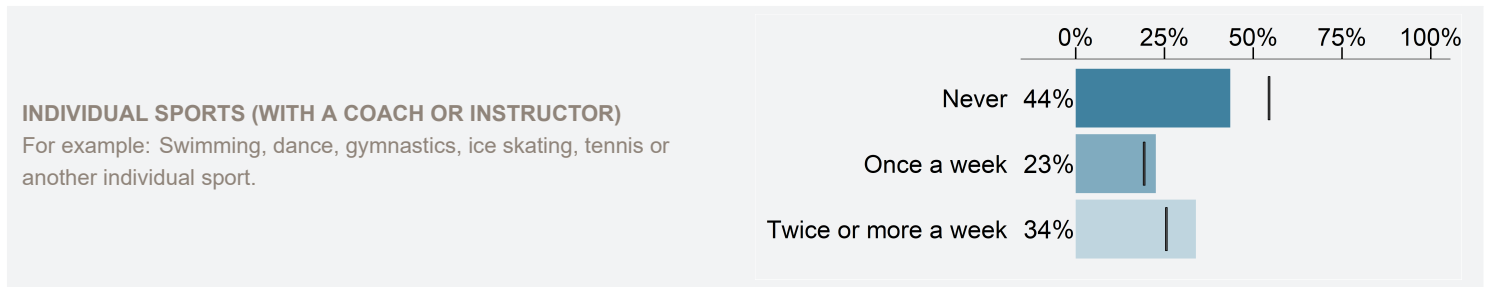 INDIVIDUAL SPORTS (WITH A COACH OR INSTRUCTOR)
For example: Swimming, dance, gymnastics, ice skating, tennis or
another individual sport.
0% 25% 50% 75% 100%
Never 44%
Once a week 23%
Twice or more a week 34%